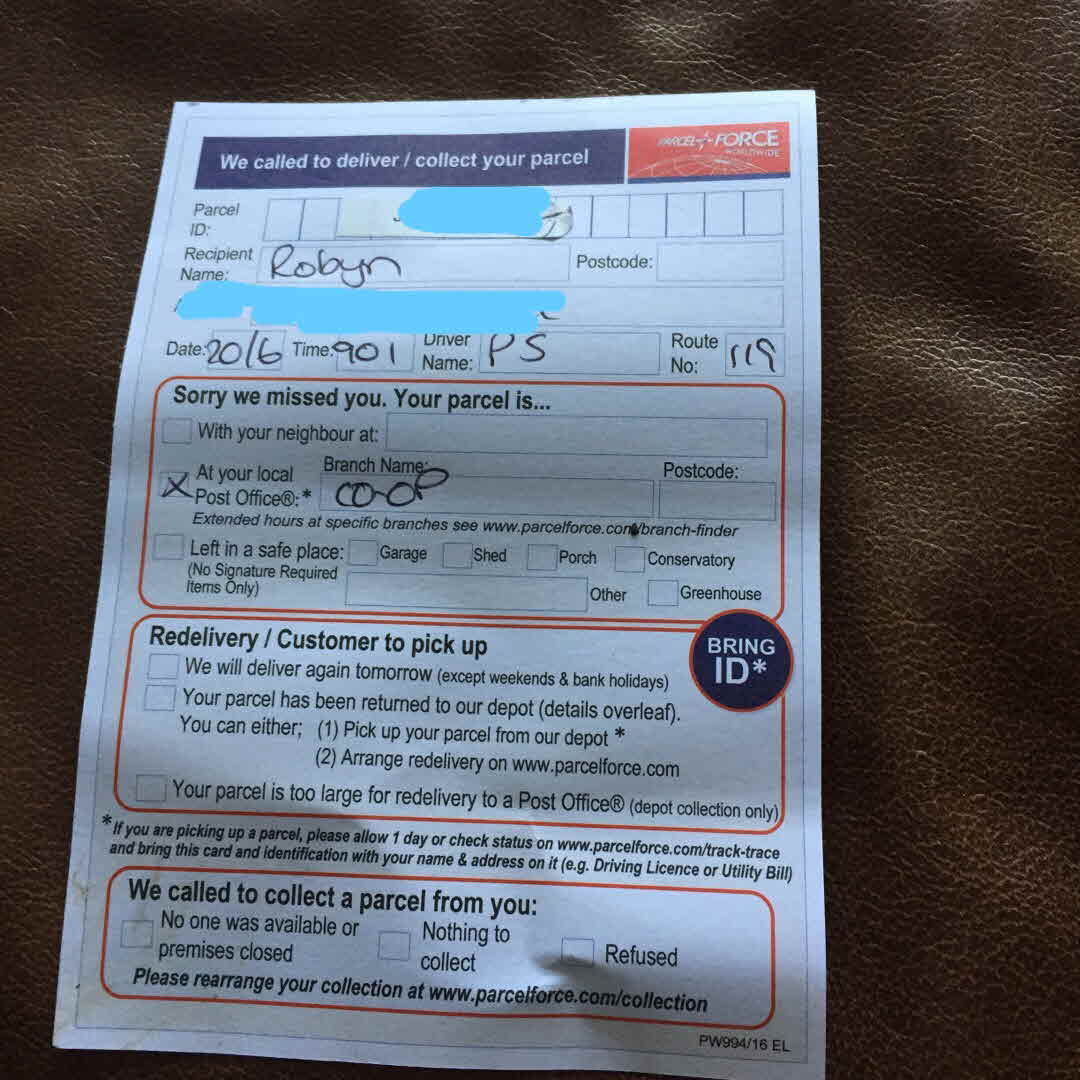 We called to deliver / collect your parcel
PARCEL FORCE
WORLDWIDE
Parcel
ID:
Recipient
Name: Robyn Postcode:
Date: 20/6 Time: 901 Driver
Name: PS Route
No: 119
Sorry we missed you. Your parcel is...
With your neighbour at:
X At your local
Post Office®: * Branch Name: CO-OP Postcode:
Extended hours at specific branches see www.parcelforce.com/branch-finder
Left in a safe place: Garage Shed Porch Conservatory
(No Signature Required
Items Only) Other Greenhouse
Redelivery / Customer to pick up
BRING
ID*
We will deliver again tomorrow (except weekends & bank holidays)
Your parcel has been returned to our depot (details overleaf).
You can either; (1) Pick up your parcel from our depot *
(2) Arrange redelivery on www.parcelforce.com
Your parcel is too large for redelivery to a Post Office® (depot collection only)
*If you are picking up a parcel, please allow 1 day or check status on www.parcelforce.com/track-trace
and bring this card and identification with your name & address on it (e.g. Driving Licence or Utility Bill)
We called to collect a parcel from you:
No one was available or
premises closed
Nothing to
collect
Refused
Please rearrange your collection at www.parcelforce.com/collection
PW994/16 EL